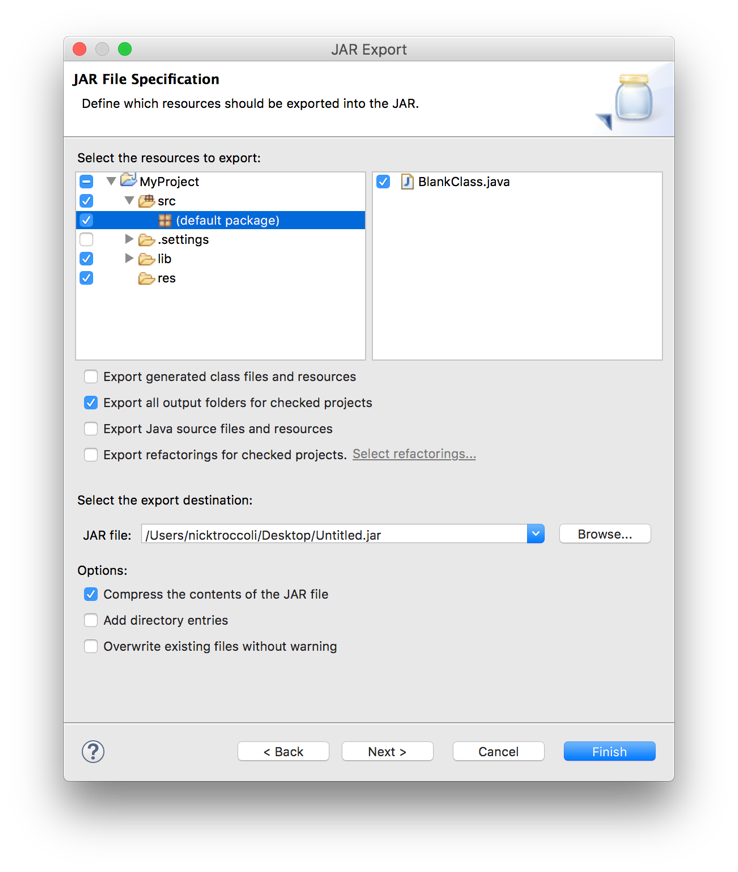 JAR Export
JAR File Specification
Define which resources should be exported into the JAR.
Select the resources to export:
MyProject
src
(default package)
.settings
lib
res
BlankClass.java
Export generated class files and resources
Export all output folders for checked projects
Export Java source files and resources
Export refactorings for checked projects. Select refactorings...
Select the export destination:
JAR file: /Users/nicktroccoli/Desktop/Untitled.jar Browse...
Options:
Compress the contents of the JAR file
Add directory entries
Overwrite existing files without warning
? < Back Next > Cancel Finish